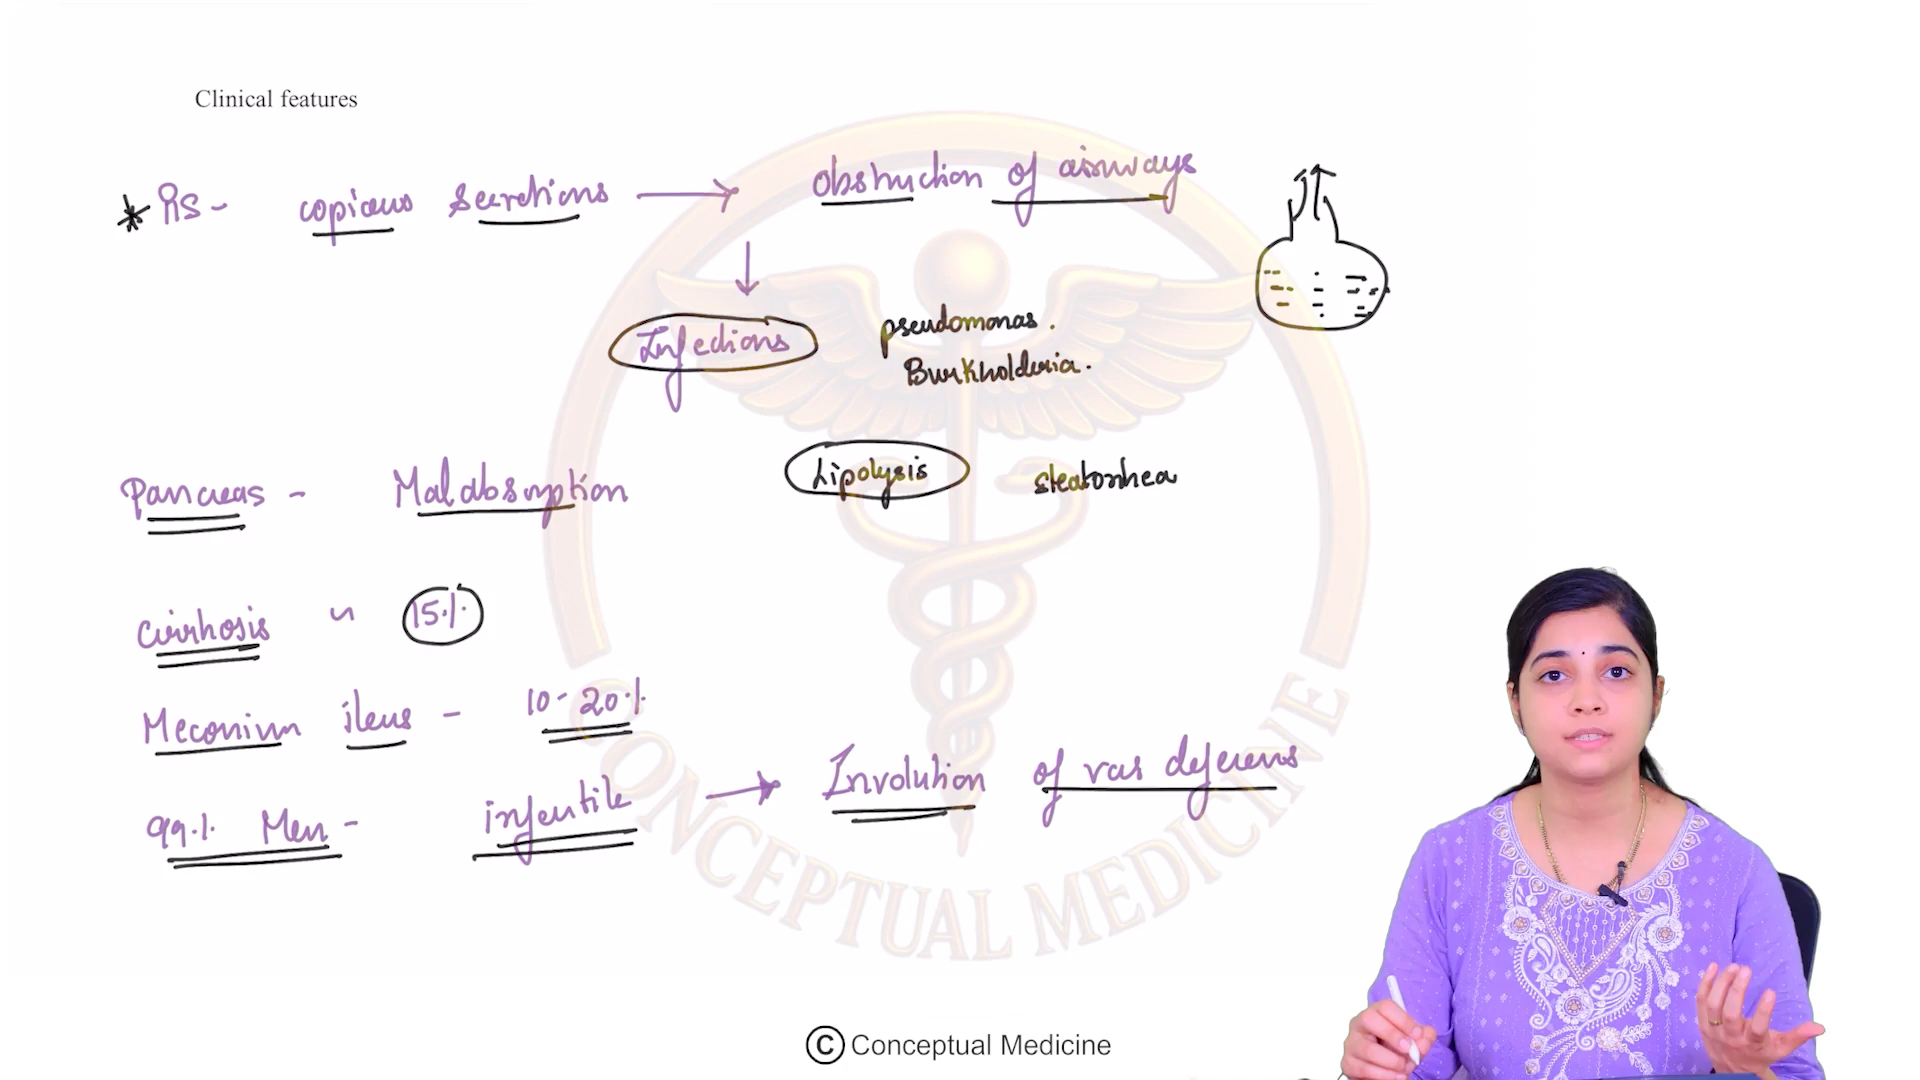 Clinical features
* RS - copious secretions → obstruction of airways
↓
Infections pseudomonas.
Burkholderia.
Pancreas - Malabsorption Lipolysis steatorrhea
cirrhosis 15%
Meconium ileus - 10-20%
99% Men - infertile → Involution of vas deferens
CONCEPTUAL MEDICINE
© Conceptual Medicine